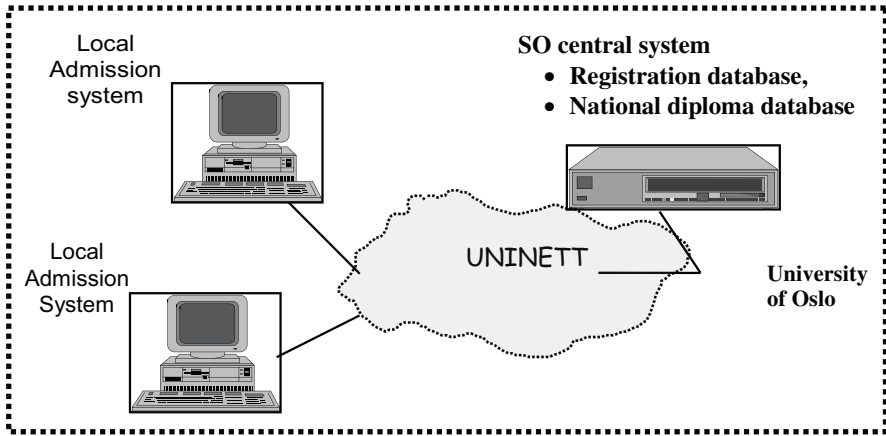 Local
Admission
system
SO central system
• Registration database,
• National diploma database
UNINETT
Local
Admission
System
University
of Oslo